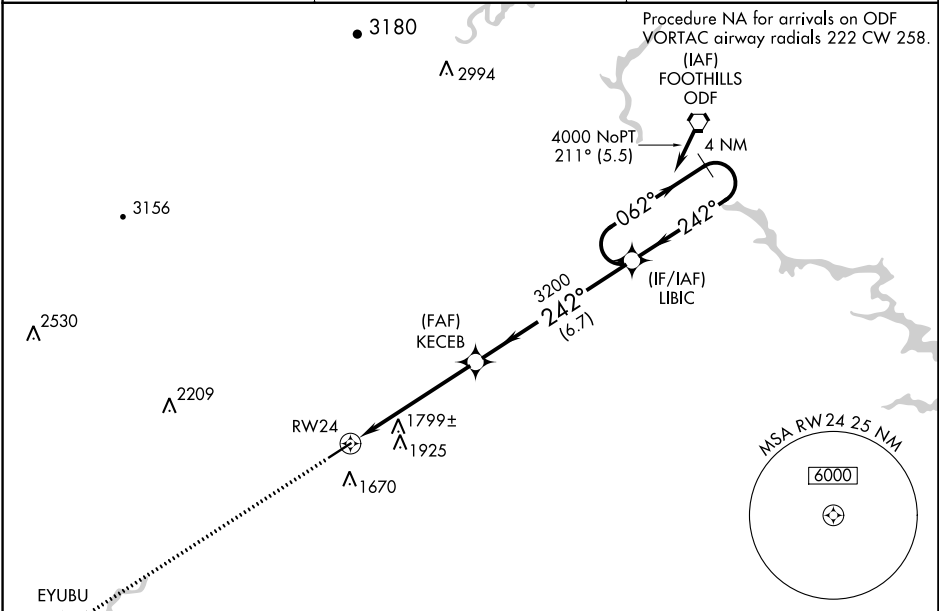 Procedure NA for arrivals on ODF
VORTAC airway radials 222 CW 258.
3180
2994
(IAF)
FOOTHILLS
ODF
4000 NoPT
211° (5.5)
4 NM
062°
242°
3156
(IF/IAF)
LIBIC
3200
242°
(6.7)
(FAF)
KECEB
2530
2209
RW24
1799±
1925
1670
MSA RW24 25 NM
6000
EYUBU